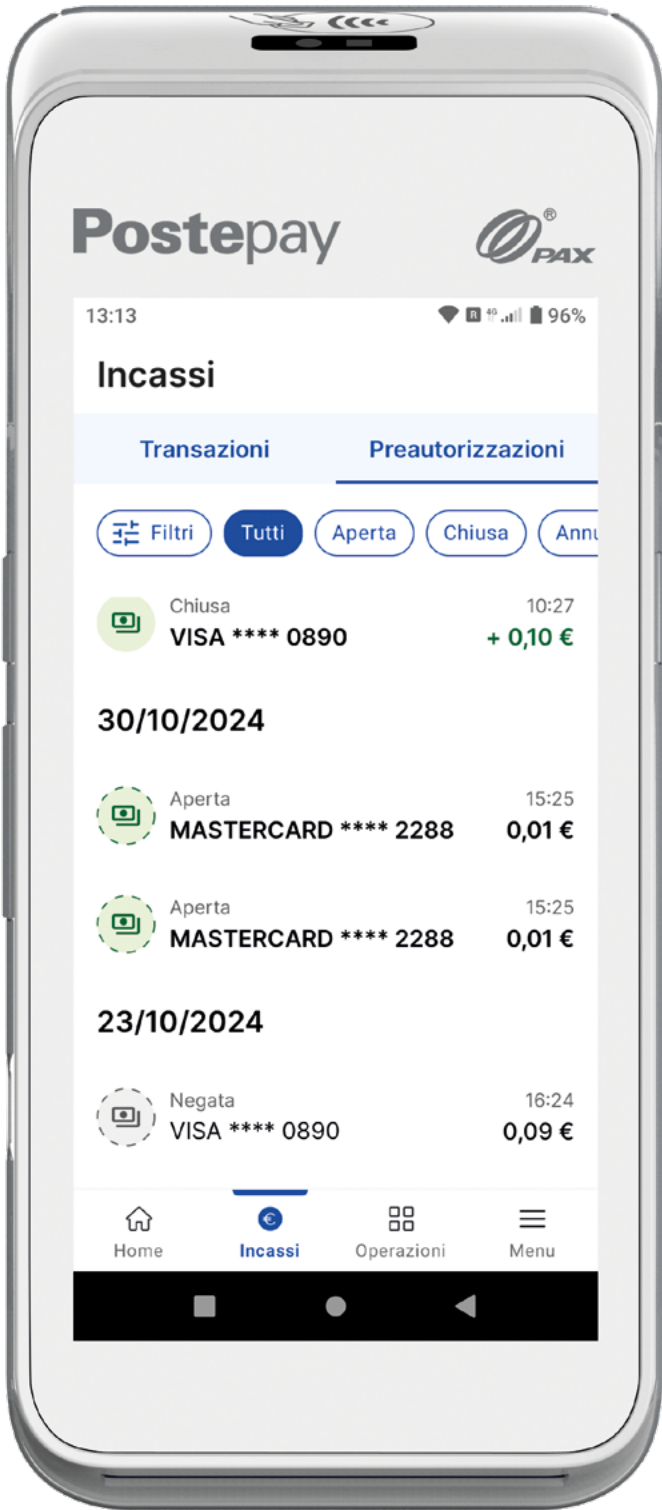 Postepay
® PAX
13:13 R 4G 96%
Incassi
Transazioni Preautorizzazioni
Filtri Tutti Aperta Chiusa Annu
Chiusa 10:27
VISA **** 0890 + 0,10 €
30/10/2024
Aperta 15:25
MASTERCARD **** 2288 0,01 €
Aperta 15:25
MASTERCARD **** 2288 0,01 €
23/10/2024
Negata 16:24
VISA **** 0890 0,09 €
Home Incassi Operazioni Menu